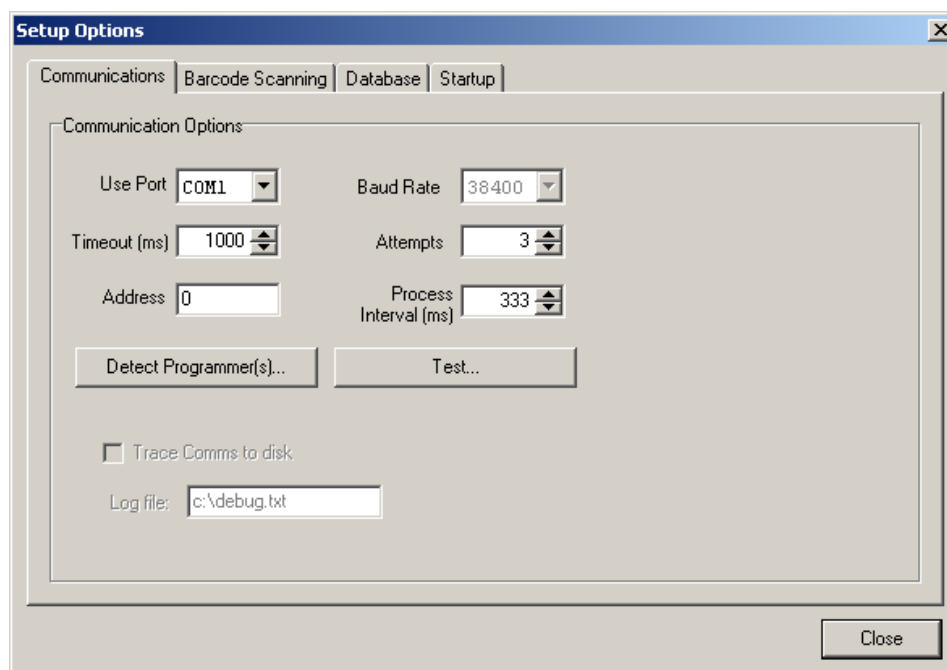 Setup Options
Communications Barcode Scanning Database Startup
Communication Options
Use Port COM1 Baud Rate 38400
Timeout (ms) 1000 Attempts 3
Address 0 Process
Interval (ms) 333
Detect Programmer(s)... Test...
Trace Comms to disk
Log file: c:\debug.txt
Close